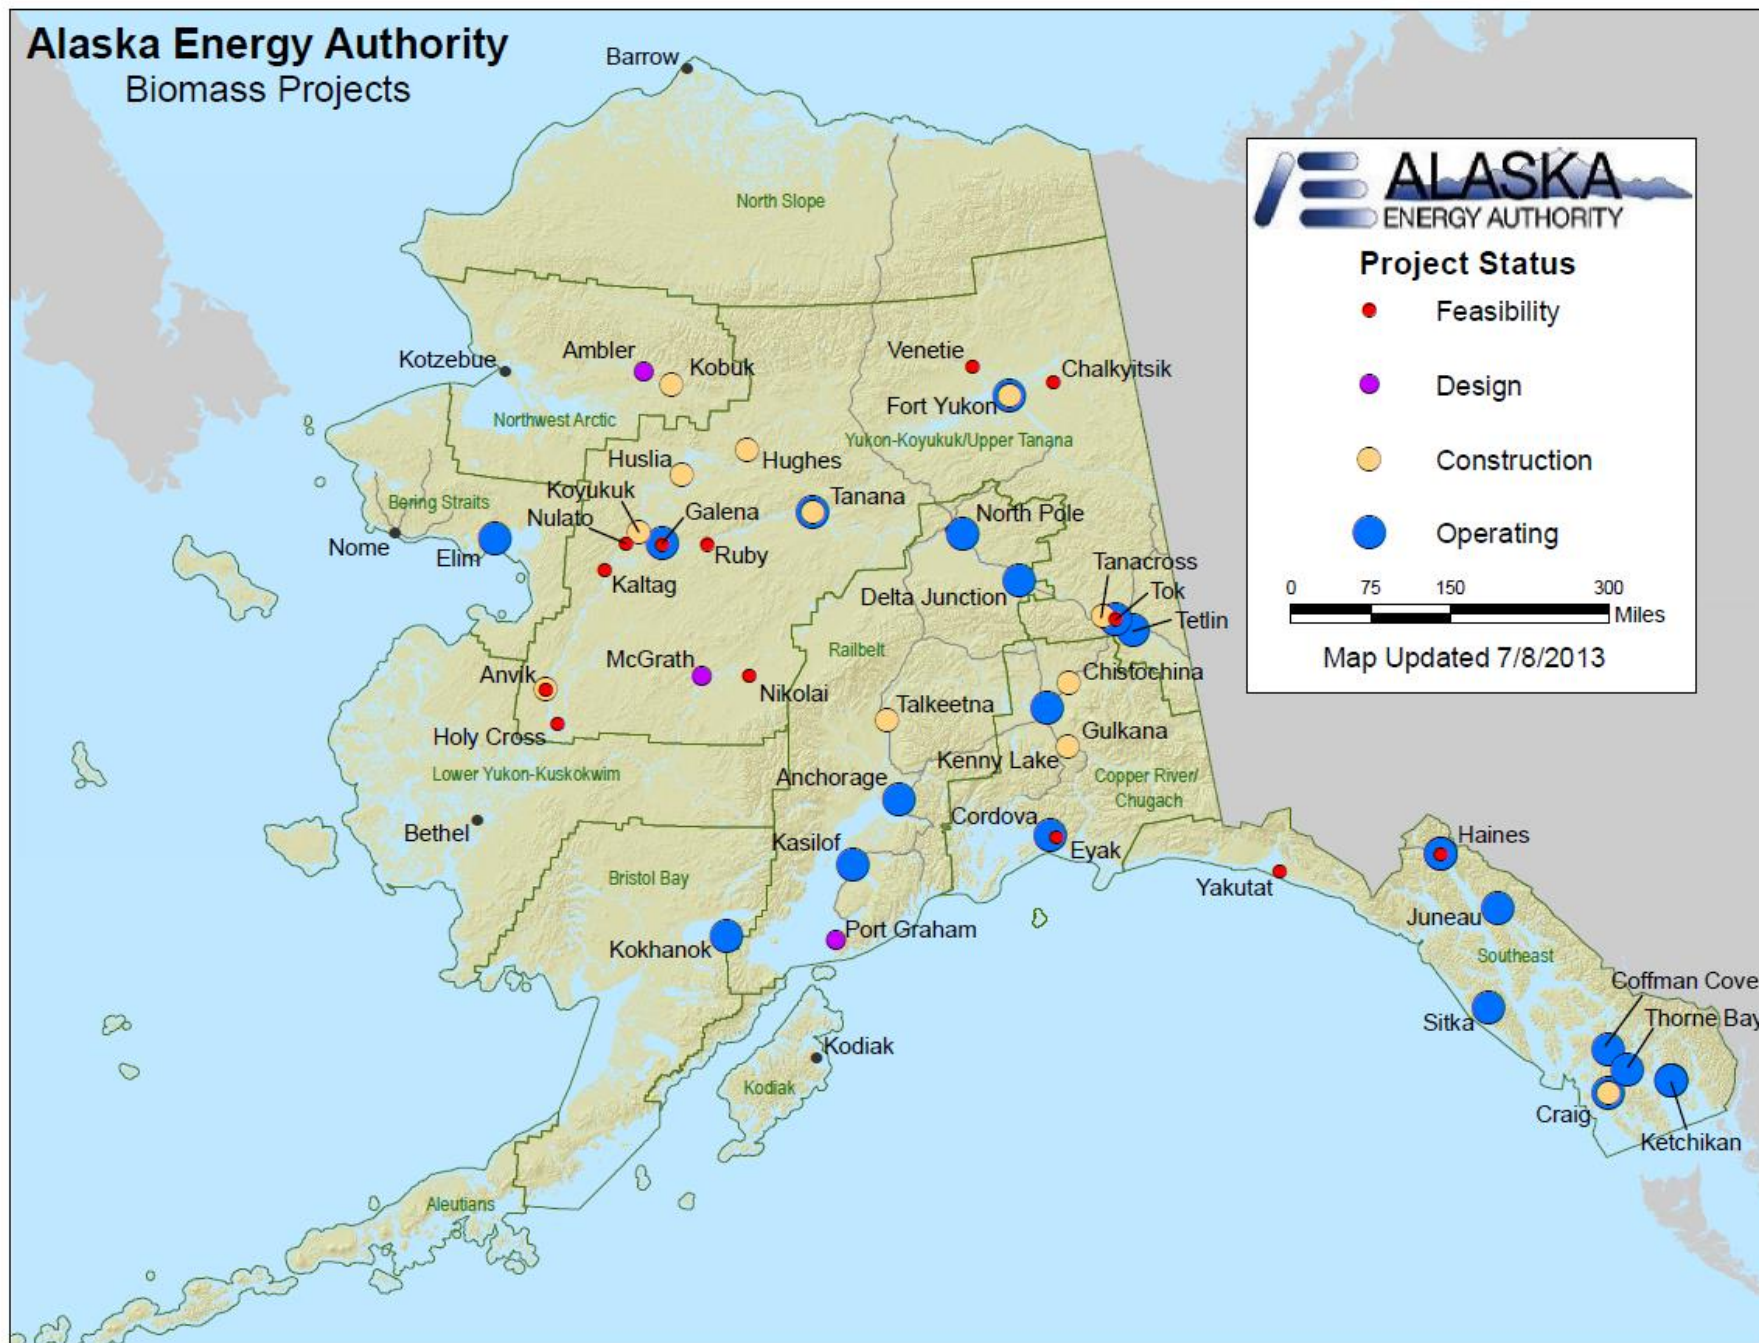 Alaska Energy Authority
Biomass Projects
Barrow
North Slope
ALASKA
ENERGY AUTHORITY
Project Status
Feasibility
Design
Construction
Operating
0 75 150 300
Miles
Map Updated 7/8/2013
Kotzebue
Ambler
Kobuk
Northwest Arctic
Venetie
Chalkyitsik
Fort Yukon
Yukon-Koyukuk/Upper Tanana
Huslia
Hughes
Koyukuk
Bering Straits
Nulato
Galena
Tanana
North Pole
Nome
Elim
Ruby
Kaltag
Tanacross
Tok
Delta Junction
Tetlin
Railbelt
Anvik
McGrath
Nikolai
Chistochina
Talkeetna
Holy Cross
Gulkana
Kenny Lake
Lower Yukon-Kuskokwim
Anchorage
Copper River/
Chugach
Bethel
Cordova
Kasilof
Eyak
Haines
Bristol Bay
Yakutat
Juneau
Port Graham
Kokhanok
Southeast
Coffman Cove
Sitka
Thorne Bay
Kodiak
Kodiak
Craig
Ketchikan
Aleutians